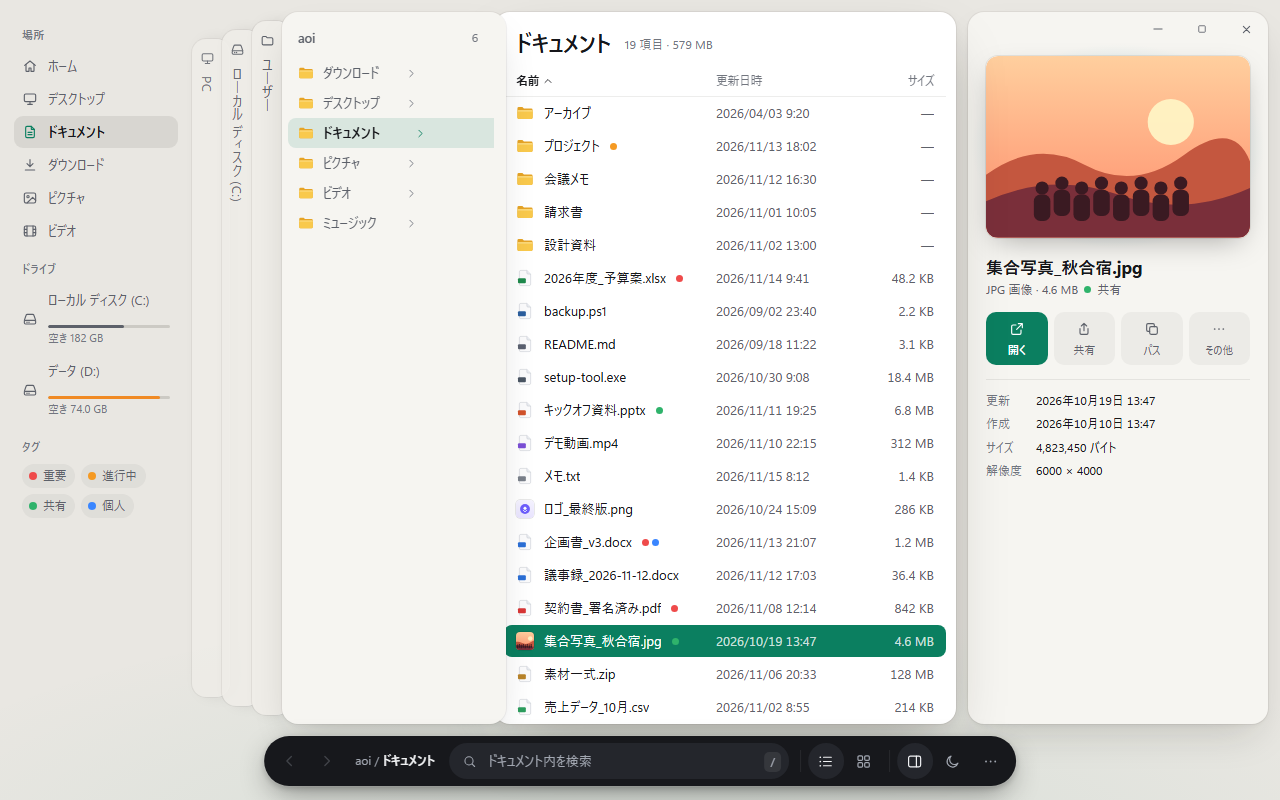 場所
ホーム
デスクトップ
ドキュメント
ダウンロード
ピクチャ
ビデオ
ドライブ
ローカル ディスク (C:)
空き 182 GB
データ (D:)
空き 74.0 GB
タグ
重要
進行中
共有
個人
PC
ローカル ディスク (C:)
ユーザー
aoi 6
ダウンロード
デスクトップ
ドキュメント
ピクチャ
ビデオ
ミュージック
ドキュメント 19 項目 · 579 MB
名前 更新日時 サイズ
アーカイブ 2026/04/03 9:20 —
プロジェクト 2026/11/13 18:02 —
会議メモ 2026/11/12 16:30 —
請求書 2026/11/01 10:05 —
設計資料 2026/11/02 13:00 —
2026年度_予算案.xlsx 2026/11/14 9:41 48.2 KB
backup.ps1 2026/09/02 23:40 2.2 KB
README.md 2026/09/18 11:22 3.1 KB
setup-tool.exe 2026/10/30 9:08 18.4 MB
キックオフ資料.pptx 2026/11/11 19:25 6.8 MB
デモ動画.mp4 2026/11/10 22:15 312 MB
メモ.txt 2026/11/15 8:12 1.4 KB
ロゴ_最終版.png 2026/10/24 15:09 286 KB
企画書_v3.docx 2026/11/13 21:07 1.2 MB
議事録_2026-11-12.docx 2026/11/12 17:03 36.4 KB
契約書_署名済み.pdf 2026/11/08 12:14 842 KB
集合写真_秋合宿.jpg 2026/10/19 13:47 4.6 MB
素材一式.zip 2026/11/06 20:33 128 MB
売上データ_10月.csv 2026/11/02 8:55 214 KB
集合写真_秋合宿.jpg
JPG 画像 · 4.6 MB 共有
開く
共有
パス
その他
更新 2026年10月19日 13:47
作成 2026年10月10日 13:47
サイズ 4,823,450 バイト
解像度 6000 × 4000
aoi / ドキュメント
ドキュメント内を検索 /